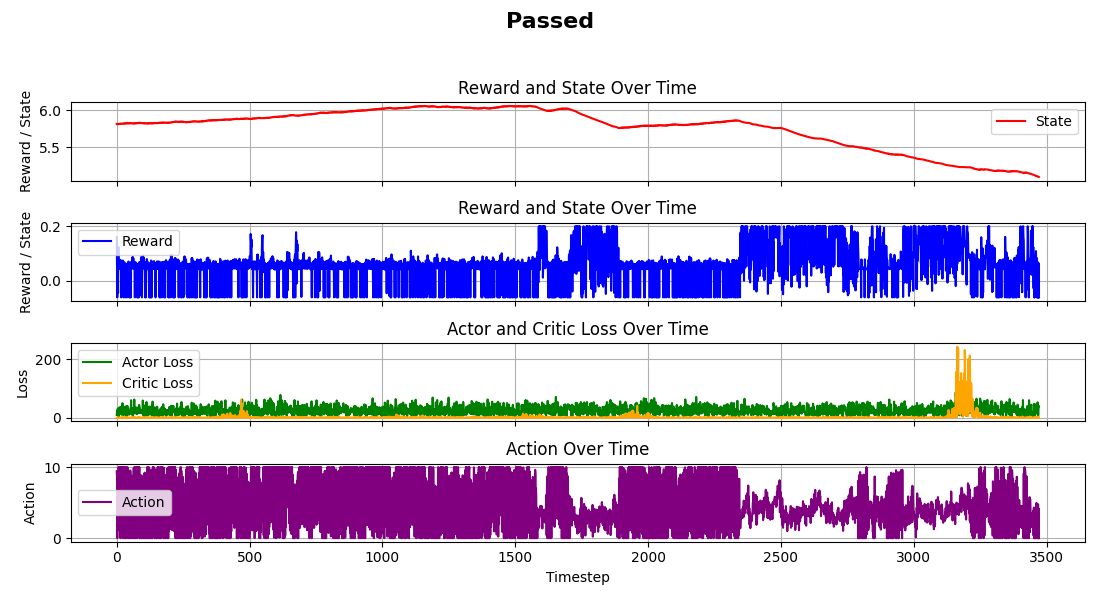 Passed
Reward and State Over Time
Reward / State
6.0
5.5
State
Reward and State Over Time
Reward / State
0.2
0.0
Reward
Actor and Critic Loss Over Time
Loss
200
0
Actor Loss
Critic Loss
Action Over Time
Action
10
0
Action
0 500 1000 1500 2000 2500 3000 3500
Timestep